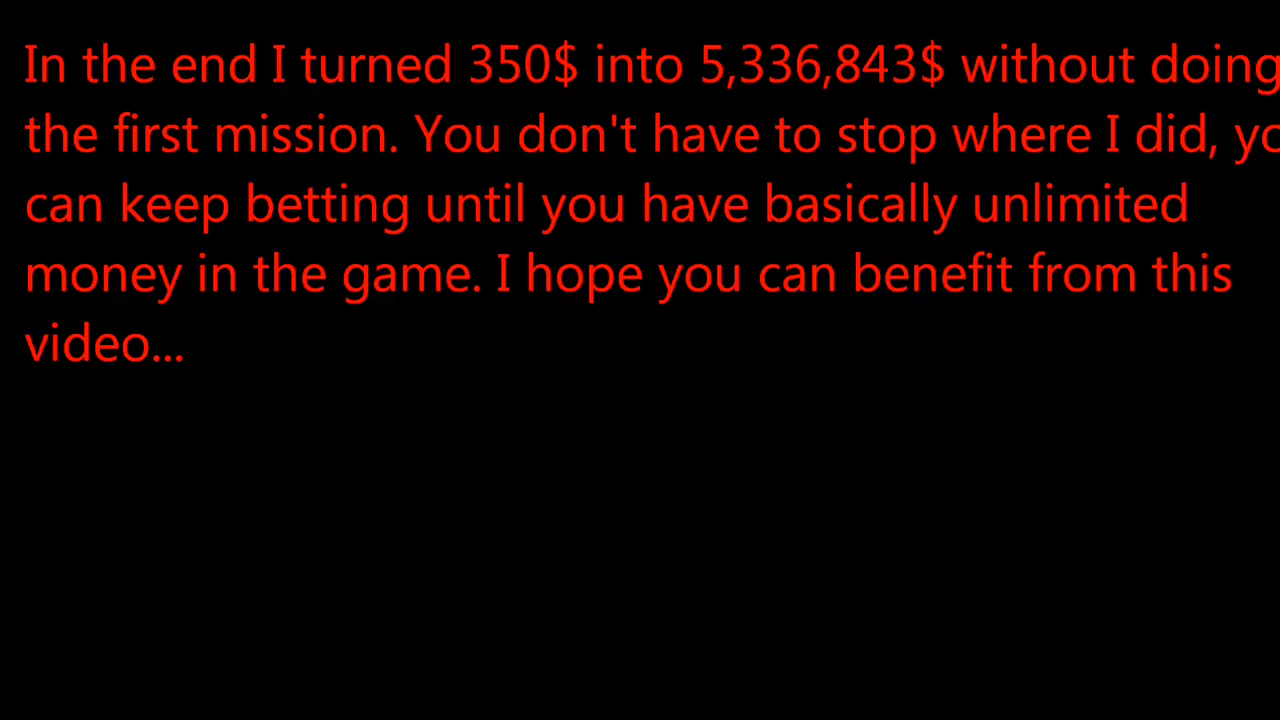 In the end I turned 350$ into 5,336,843$ without doing
the first mission. You don't have to stop where I did, yo
can keep betting until you have basically unlimited
money in the game. I hope you can benefit from this
video...